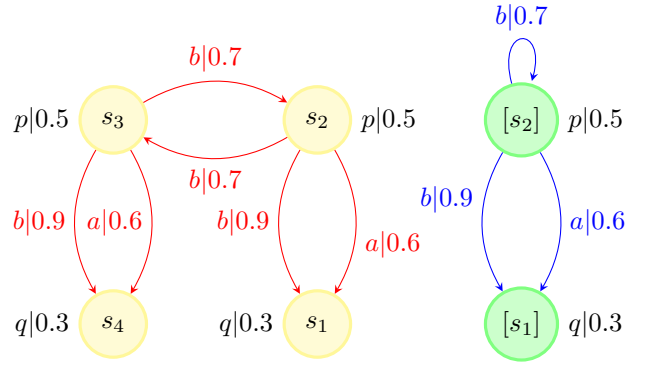 b|0.7
b|0.7
p|0.5 s₃ s₂ p|0.5 [s₂] p|0.5
b|0.7
b|0.9 a|0.6 b|0.9 a|0.6 b|0.9 a|0.6
q|0.3 s₄ q|0.3 s₁ [s₁] q|0.3